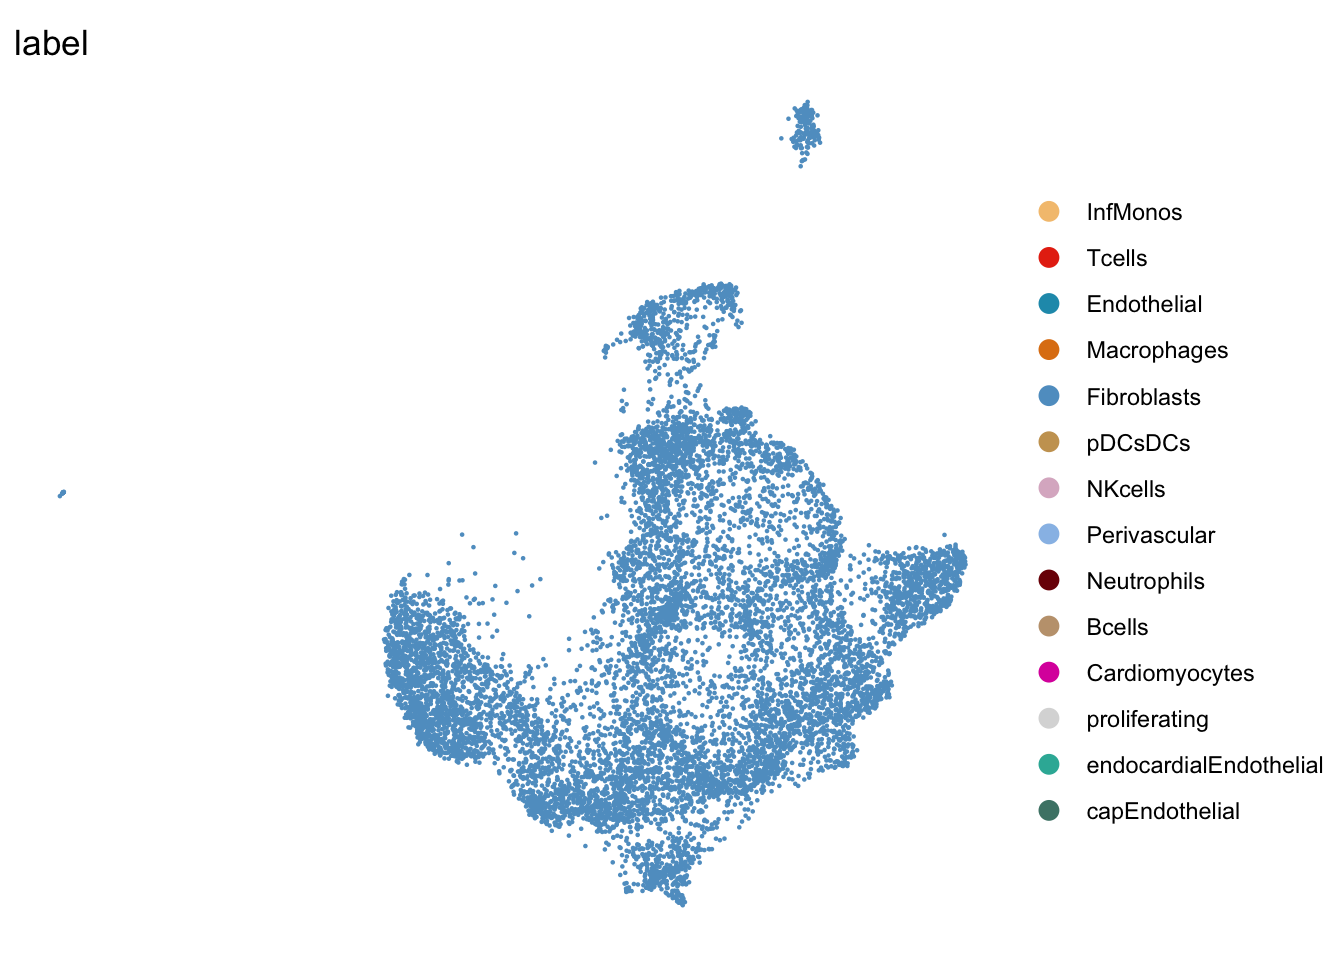 label
InfMonos
Tcells
Endothelial
Macrophages
Fibroblasts
pDCsDCs
NKcells
Perivascular
Neutrophils
Bcells
Cardiomyocytes
proliferating
endocardialEndothelial
capEndothelial